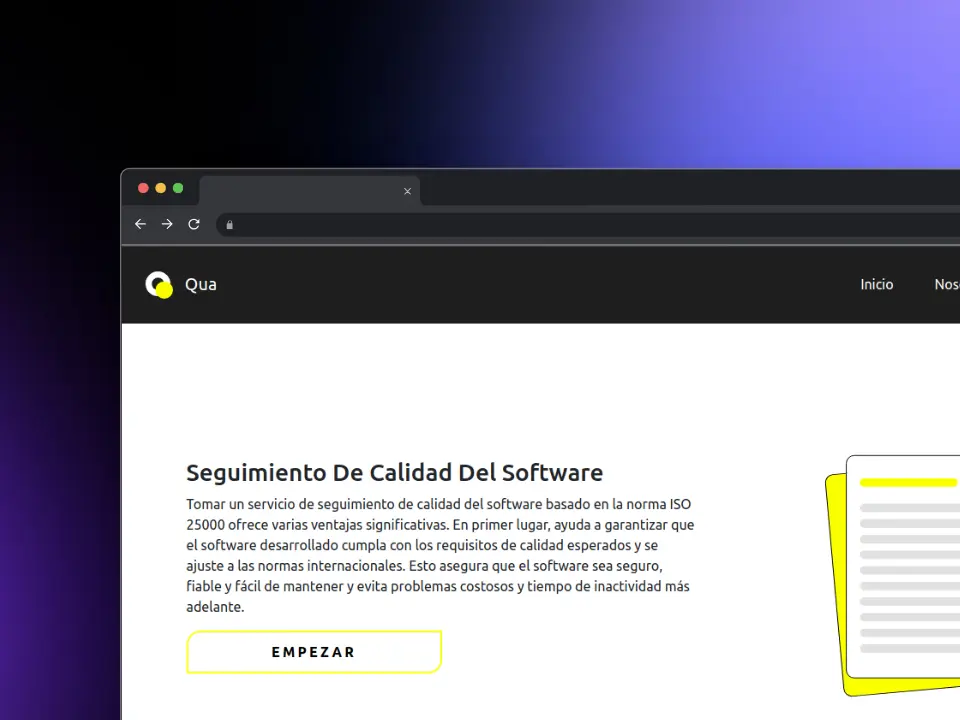 Qua
Inicio
Seguimiento De Calidad Del Software
Tomar un servicio de seguimiento de calidad del software basado en la norma ISO
25000 ofrece varias ventajas significativas. En primer lugar, ayuda a garantizar que
el software desarrollado cumpla con los requisitos de calidad esperados y se
ajuste a las normas internacionales. Esto asegura que el software sea seguro,
fiable y fácil de mantener y evita problemas costosos y tiempo de inactividad más
adelante.
EMPEZAR